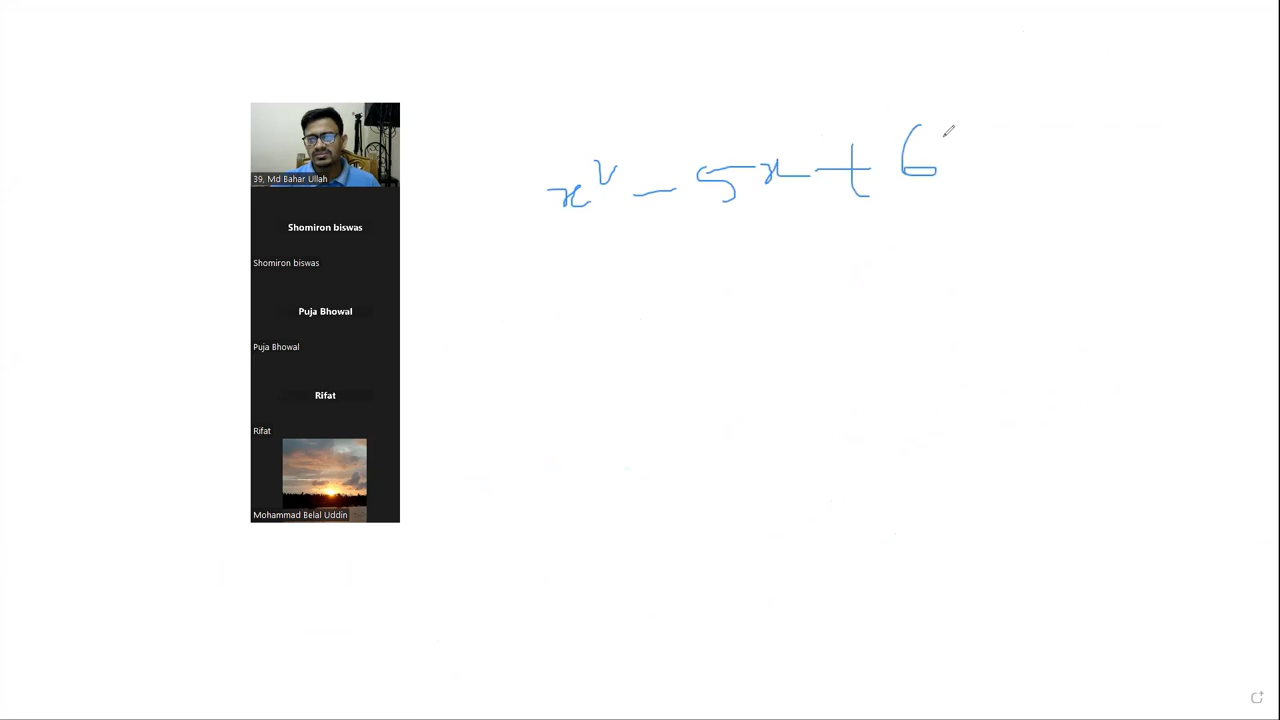 39, Md Bahar Ullah
Shomiron biswas
Shomiron biswas
Puja Bhowal
Puja Bhowal
Rifat
Rifat
Mohammad Belal Uddin
x² - 5x + 6